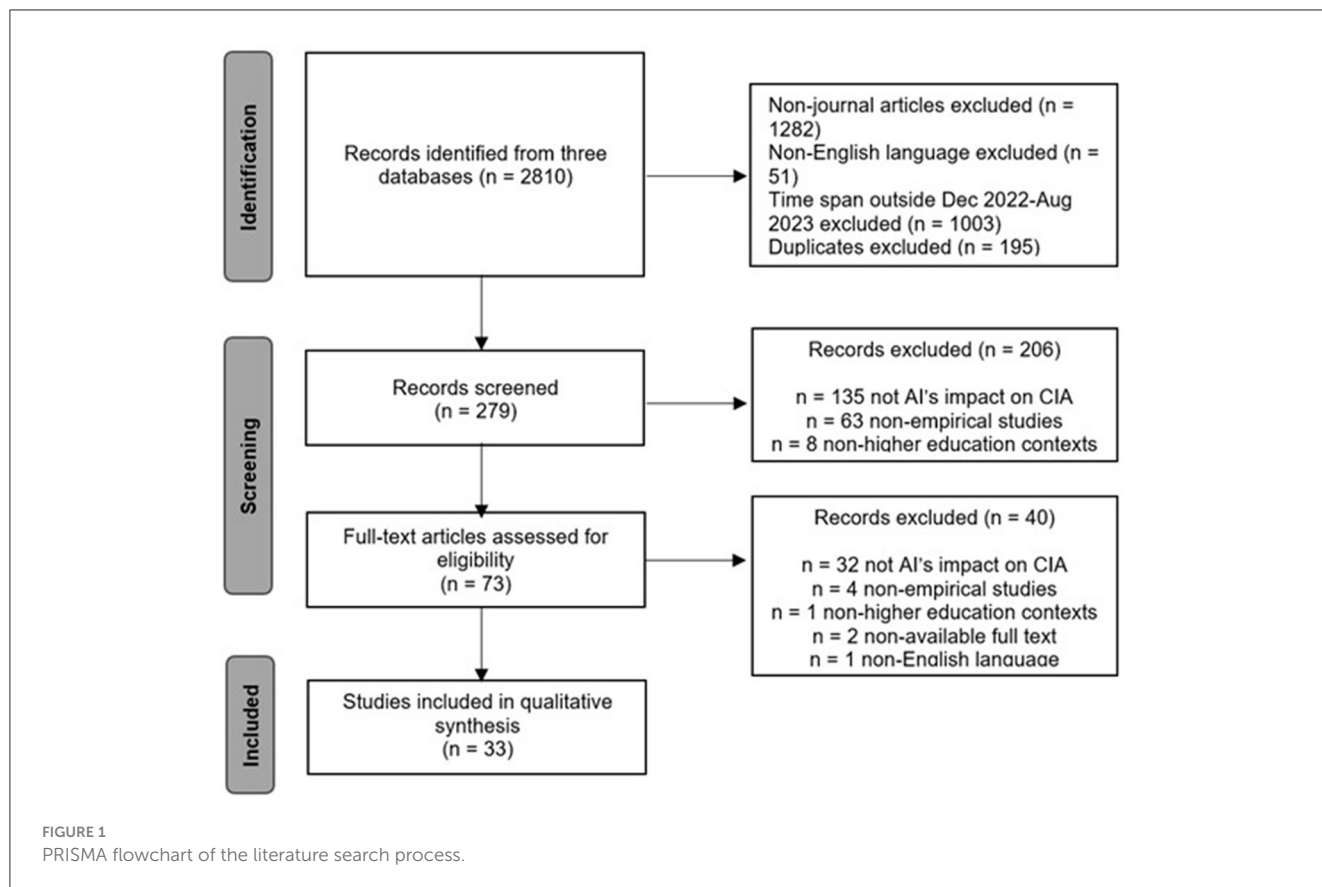 Identification
Records identified from three
databases (n = 2810)
Non-journal articles excluded (n =
1282)
Non-English language excluded (n =
51)
Time span outside Dec 2022-Aug
2023 excluded (n = 1003)
Duplicates excluded (n = 195)
Screening
Records screened
(n = 279)
Records excluded (n = 206)
n = 135 not AI's impact on CIA
n = 63 non-empirical studies
n = 8 non-higher education contexts
Full-text articles assessed for
eligibility
(n = 73)
Records excluded (n = 40)
n = 32 not AI's impact on CIA
n = 4 non-empirical studies
n = 1 non-higher education contexts
n = 2 non-available full text
n = 1 non-English language
Included
Studies included in qualitative
synthesis
(n = 33)
FIGURE 1
PRISMA flowchart of the literature search process.